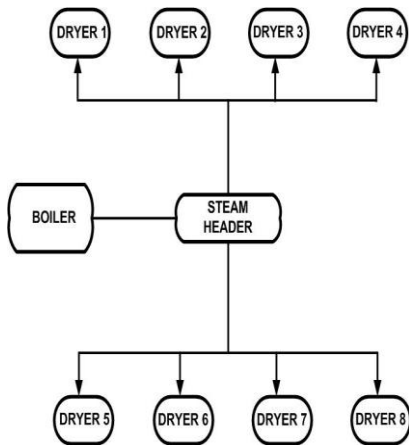 DRYER 1
DRYER 2
DRYER 3
DRYER 4
BOILER
STEAM
HEADER
DRYER 5
DRYER 6
DRYER 7
DRYER 8